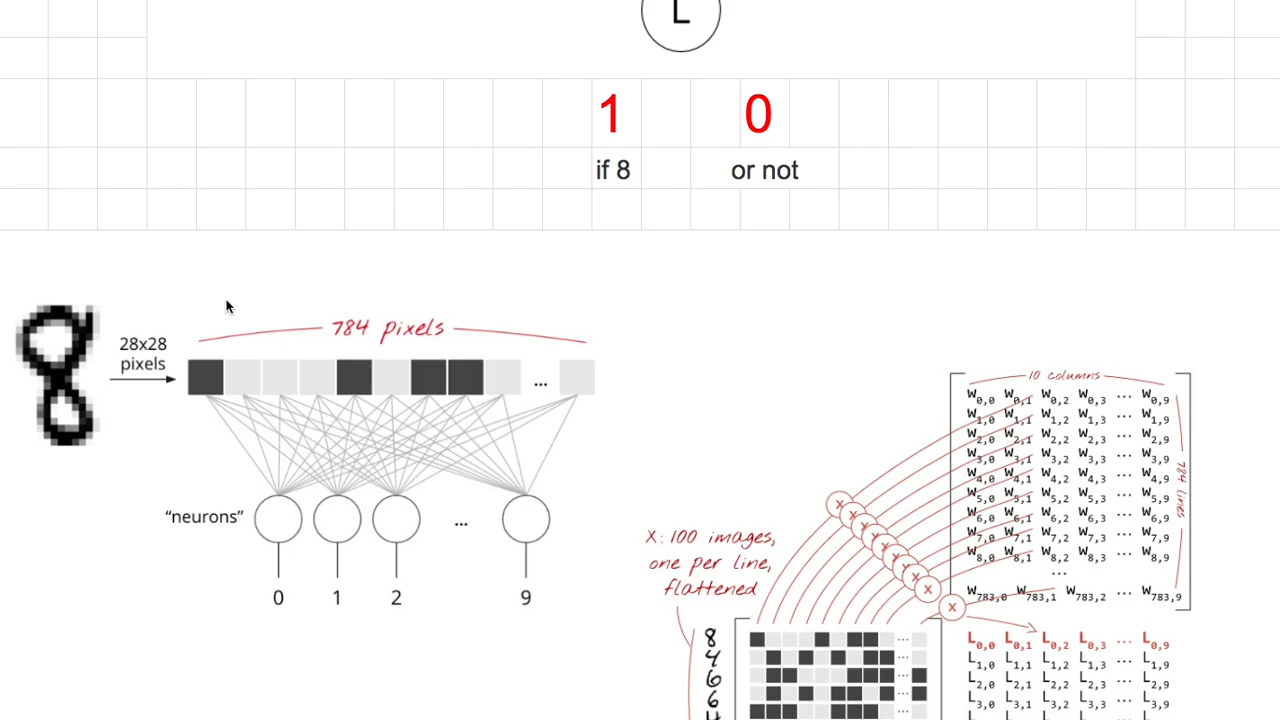 L
1 0
if 8 or not
28x28
pixels
784 pixels
...
"neurons"
...
0 1 2 9
10 columns
W0,0 W0,1 W0,2 W0,3 ... W0,9
W1,0 W1,1 W1,2 W1,3 ... W1,9
W2,0 W2,1 W2,2 W2,3 ... W2,9
W3,0 W3,1 W3,2 W3,3 ... W3,9
W4,0 W4,1 W4,2 W4,3 ... W4,9
W5,0 W5,1 W5,2 W5,3 ... W5,9
W6,0 W6,1 W6,2 W6,3 ... W6,9
W7,0 W7,1 W7,2 W7,3 ... W7,9
W8,0 W8,1 W8,2 W8,3 ... W8,9
...
W783,0 W783,1 W783,2 ... W783,9
784 lines
x x x x x x x x x x
X: 100 images,
one per line,
flattened
8
4
6
6
L0,0 L0,1 L0,2 L0,3 ... L0,9
L1,0 L1,1 L1,2 L1,3 ... L1,9
L2,0 L2,1 L2,2 L2,3 ... L2,9
L3,0 L3,1 L3,2 L3,3 ... L3,9